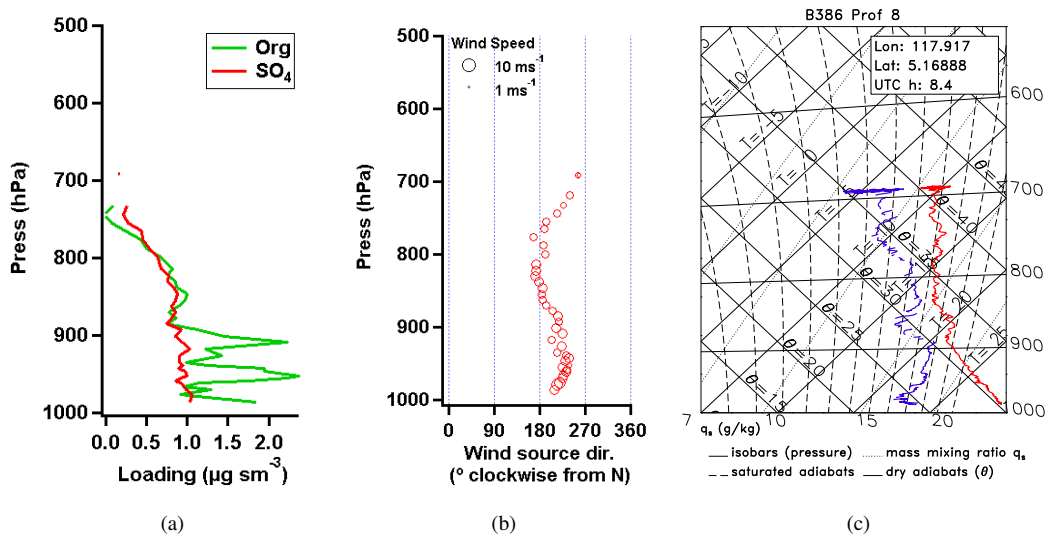 500
600
700
800
900
1000
Press (hPa)
Org
SO₄
0.0 0.5 1.0 1.5 2.0
Loading (µg sm⁻³)
(a)
500
600
700
800
900
1000
Press (hPa)
Wind Speed
10 ms⁻¹
1 ms⁻¹
0 90 180 270 360
Wind source dir.
(º clockwise from N)
(b)
B386 Prof 8
Lon: 117.917
Lat: 5.16888
UTC h: 8.4
600
700
800
900
000
T=-10
T=-5
T= 0
T= 20
T= 25
θ=40
θ=35
θ=30
θ=25
θ=20
θ=15
7 10 14 20
qₛ (g/kg)
isobars (pressure) mass mixing ratio qₛ
saturated adiabats dry adiabats (θ)
(c)